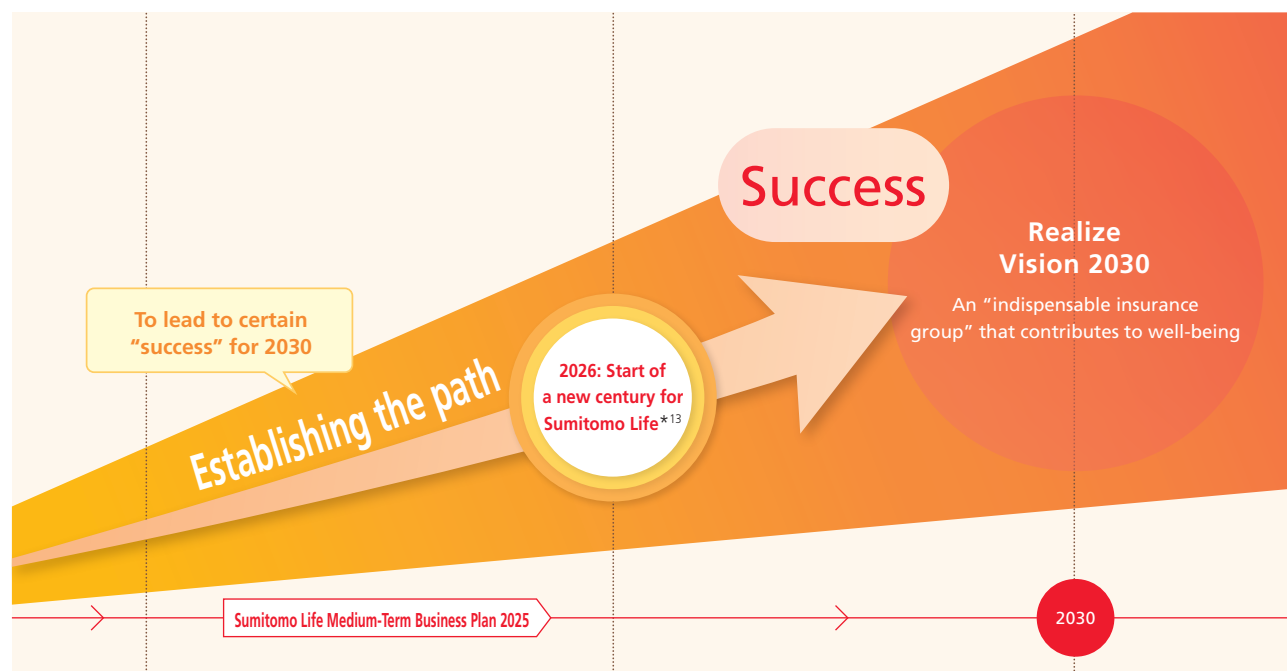 Success
Realize
Vision 2030
An “indispensable insurance
group” that contributes to well-being
To lead to certain
“success” for 2030
Establishing the path
2026: Start of
a new century for
Sumitomo Life*13
Sumitomo Life Medium-Term Business Plan 2025
2030